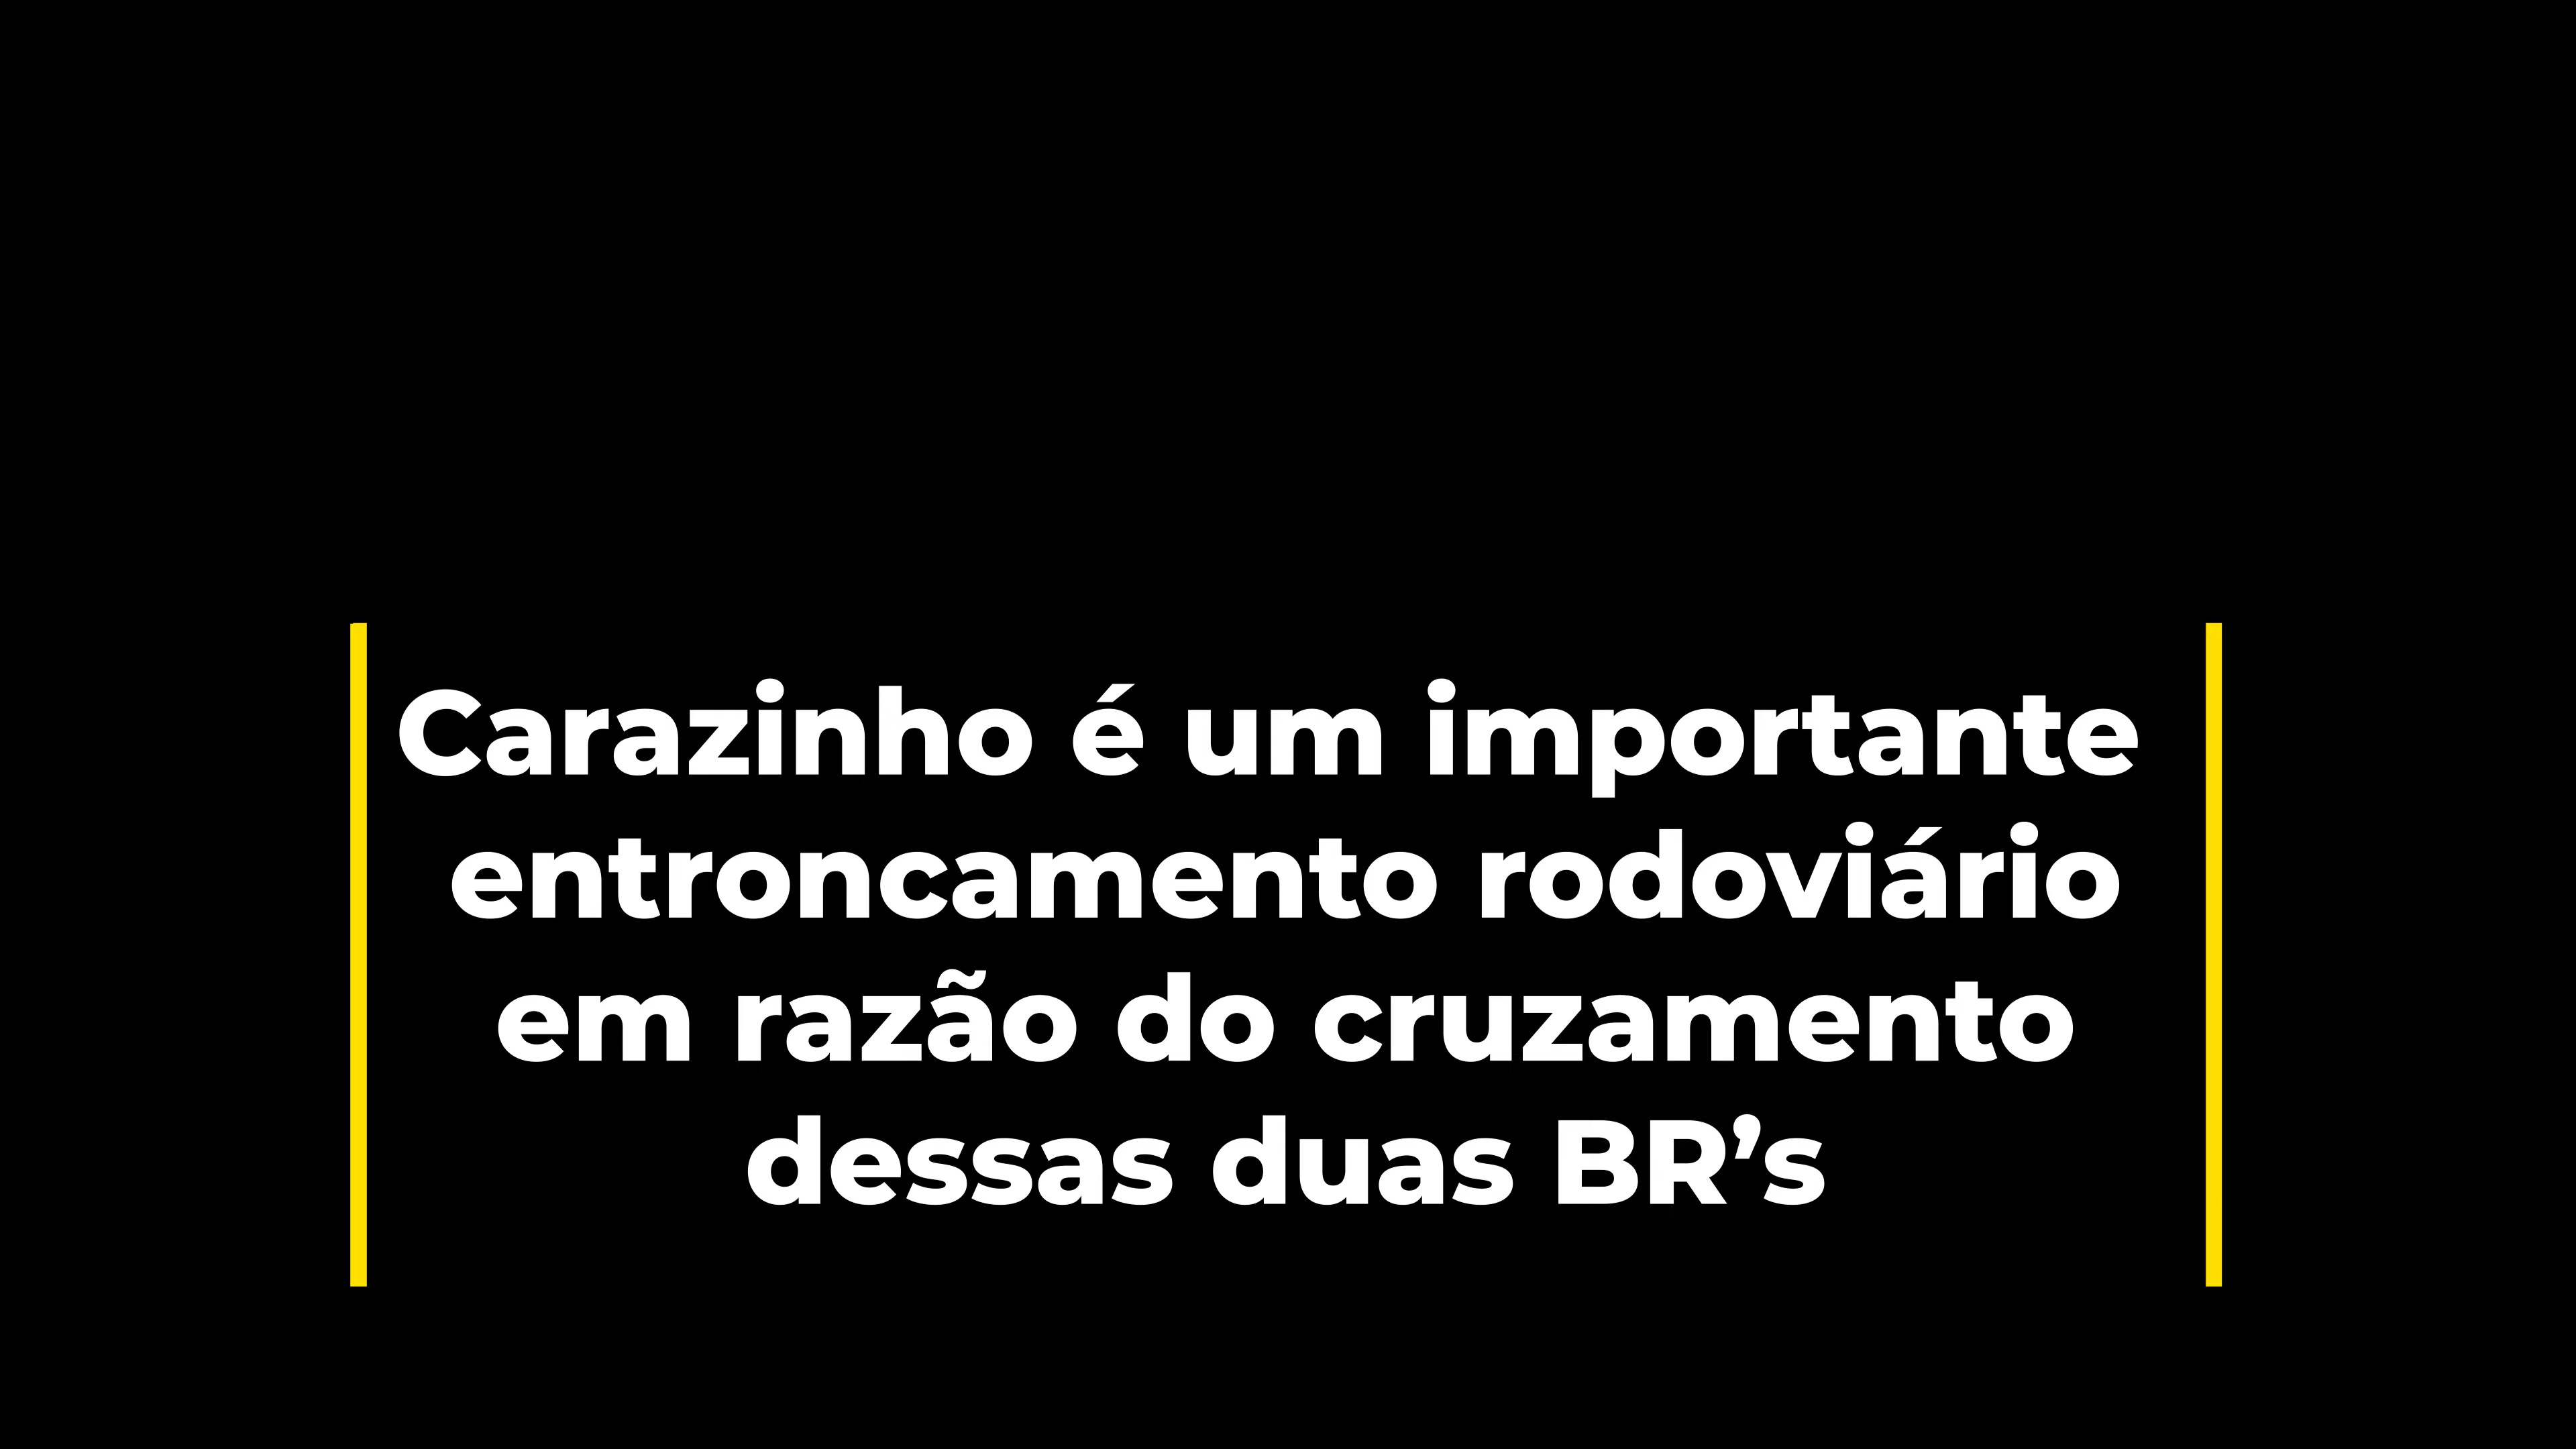 Carazinho é um importante
entroncamento rodoviário
em razão do cruzamento
dessas duas BR’s